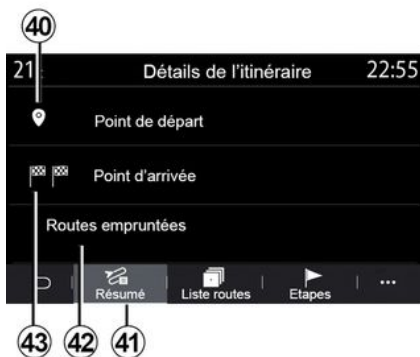 40
21 Détails de l'itinéraire 22:55
Point de départ
Point d'arrivée
Routes empruntées
Résumé Liste routes Etapes ...
43 42 41